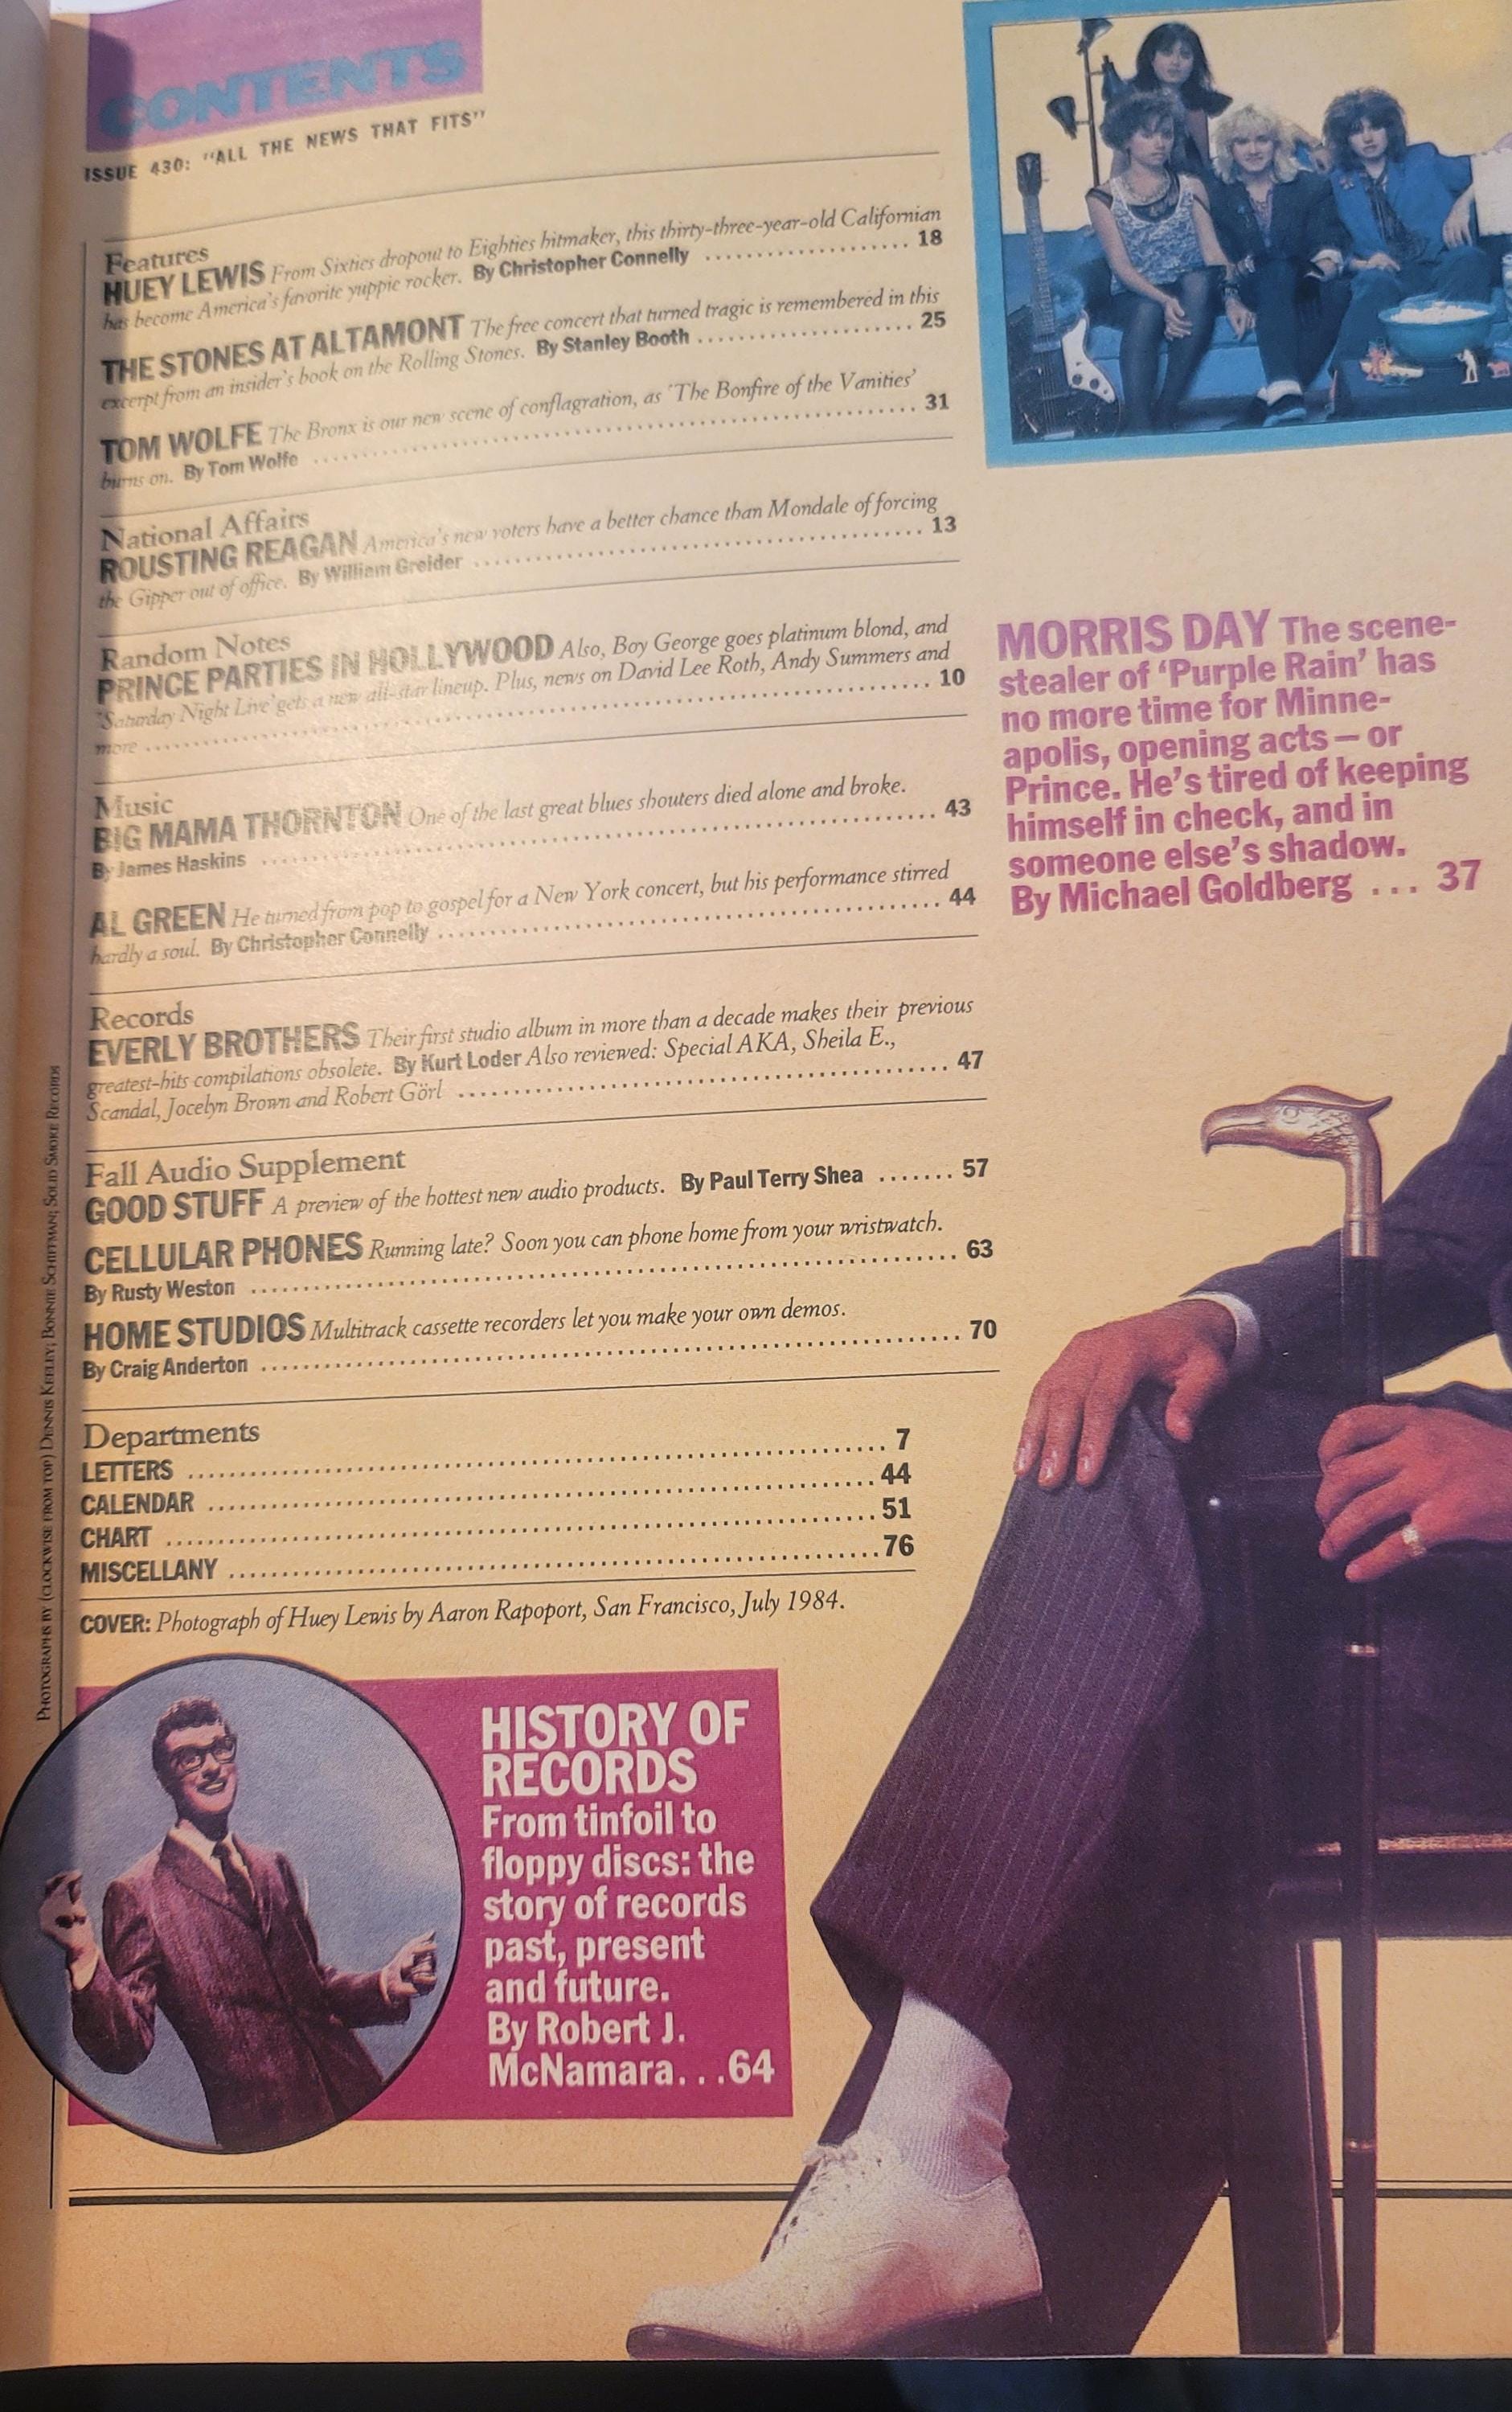 CONTENTS
ISSUE 430: "ALL THE NEWS THAT FITS"
Features
HUEY LEWIS From Sixties dropout to Eighties hitmaker, this thirty-three-year-old Californian
has become America's favorite yuppie rocker. By Christopher Connelly .......................... 18
THE STONES AT ALTAMONT The free concert that turned tragic is remembered in this
excerpt from an insider's book on the Rolling Stones. By Stanley Booth .......................... 25
TOM WOLFE The Bronx is our new scene of conflagration, as 'The Bonfire of the Vanities'
burns on. By Tom Wolfe .......................... 31
National Affairs
ROUSTING REAGAN America's new voters have a better chance than Mondale of forcing
the Gipper out of office. By William Greider .......................... 13
Random Notes
PRINCE PARTIES IN HOLLYWOOD Also, Boy George goes platinum blond, and
'Saturday Night Live' gets a new all-star lineup. Plus, news on David Lee Roth, Andy Summers and
more .......................... 10
Music
BIG MAMA THORNTON One of the last great blues shouters died alone and broke.
By James Haskins .......................... 43
AL GREEN He turned from pop to gospel for a New York concert, but his performance stirred
hardly a soul. By Christopher Connelly .......................... 44
Records
EVERLY BROTHERS Their first studio album in more than a decade makes their previous
greatest-hits compilations obsolete. By Kurt Loder Also reviewed: Special AKA, Sheila E.,
Scandal, Jocelyn Brown and Robert Görl .......................... 47
Fall Audio Supplement
GOOD STUFF A preview of the hottest new audio products. By Paul Terry Shea ....... 57
CELLULAR PHONES Running late? Soon you can phone home from your wristwatch.
By Rusty Weston .......................... 63
HOME STUDIOS Multitrack cassette recorders let you make your own demos.
By Craig Anderton .......................... 70
Departments
LETTERS .......................... 7
CALENDAR .......................... 44
CHART .......................... 51
MISCELLANY .......................... 76
COVER: Photograph of Huey Lewis by Aaron Rapoport, San Francisco, July 1984.
PHOTOGRAPHS BY (CLOCKWISE FROM TOP) DENNIS KEELEY; BONNIE SCHIFFMAN; SOLID SMOKE RECORDS
MORRIS DAY The scene-
stealer of 'Purple Rain' has
no more time for Minne-
apolis, opening acts — or
Prince. He's tired of keeping
himself in check, and in
someone else's shadow.
By Michael Goldberg ... 37
HISTORY OF
RECORDS
From tinfoil to
floppy discs: the
story of records
past, present
and future.
By Robert J.
McNamara...64